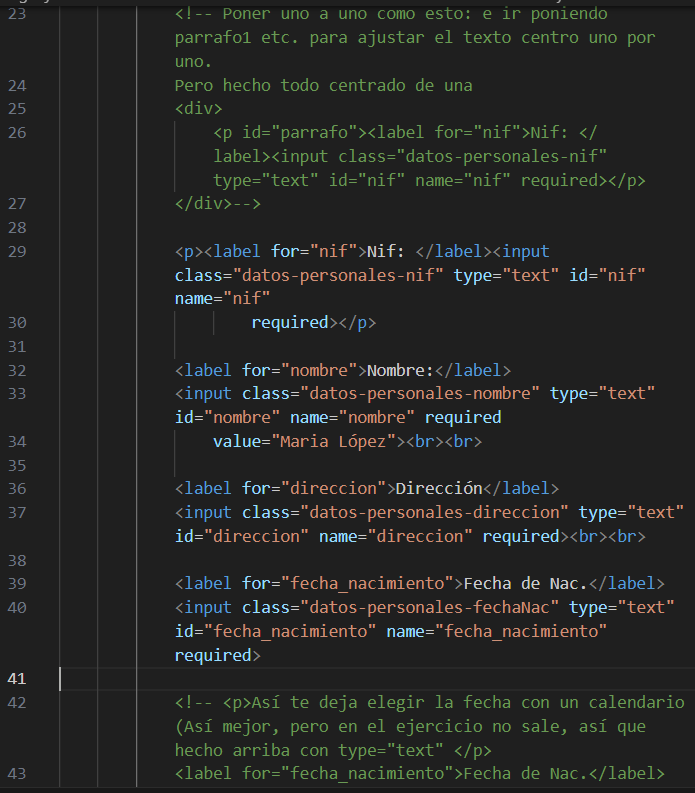 23 <!-- Poner uno a uno como esto: e ir poniendo
parrafo1 etc. para ajustar el texto centro uno por
uno.
24 Pero hecho todo centrado de una
25 <div>
26 <p id="parrafo"><label for="nif">Nif: </
label><input class="datos-personales-nif"
type="text" id="nif" name="nif" required></p>
27 </div>-->
28
29 <p><label for="nif">Nif: </label><input
class="datos-personales-nif" type="text" id="nif"
name="nif"
30 required></p>
31
32 <label for="nombre">Nombre:</label>
33 <input class="datos-personales-nombre" type="text"
id="nombre" name="nombre" required
34 value="Maria López"><br><br>
35
36 <label for="direccion">Dirección</label>
37 <input class="datos-personales-direccion" type="text"
id="direccion" name="direccion" required><br><br>
38
39 <label for="fecha_nacimiento">Fecha de Nac.</label>
40 <input class="datos-personales-fechaNac" type="text"
id="fecha_nacimiento" name="fecha_nacimiento"
required>
41
42 <!-- <p>Así te deja elegir la fecha con un calendario
(Así mejor, pero en el ejercicio no sale, así que
hecho arriba con type="text" </p>
43 <label for="fecha_nacimiento">Fecha de Nac.</label>